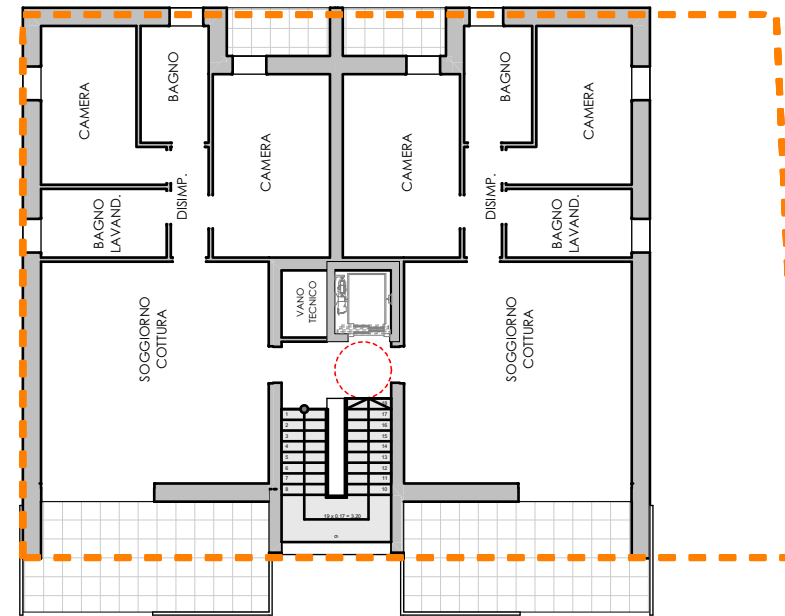 CAMERA
BAGNO
CAMERA
DISIMP.
BAGNO
LAVAND.
SOGGIORNO
COTTURA
VANO
TECNICO
CAMERA
BAGNO
CAMERA
DISIMP.
BAGNO
LAVAND.
SOGGIORNO
COTTURA
1
2
3
4
5
6
7
8
18
17
16
15
14
13
12
11
10
19 x 0.17 = 3.20